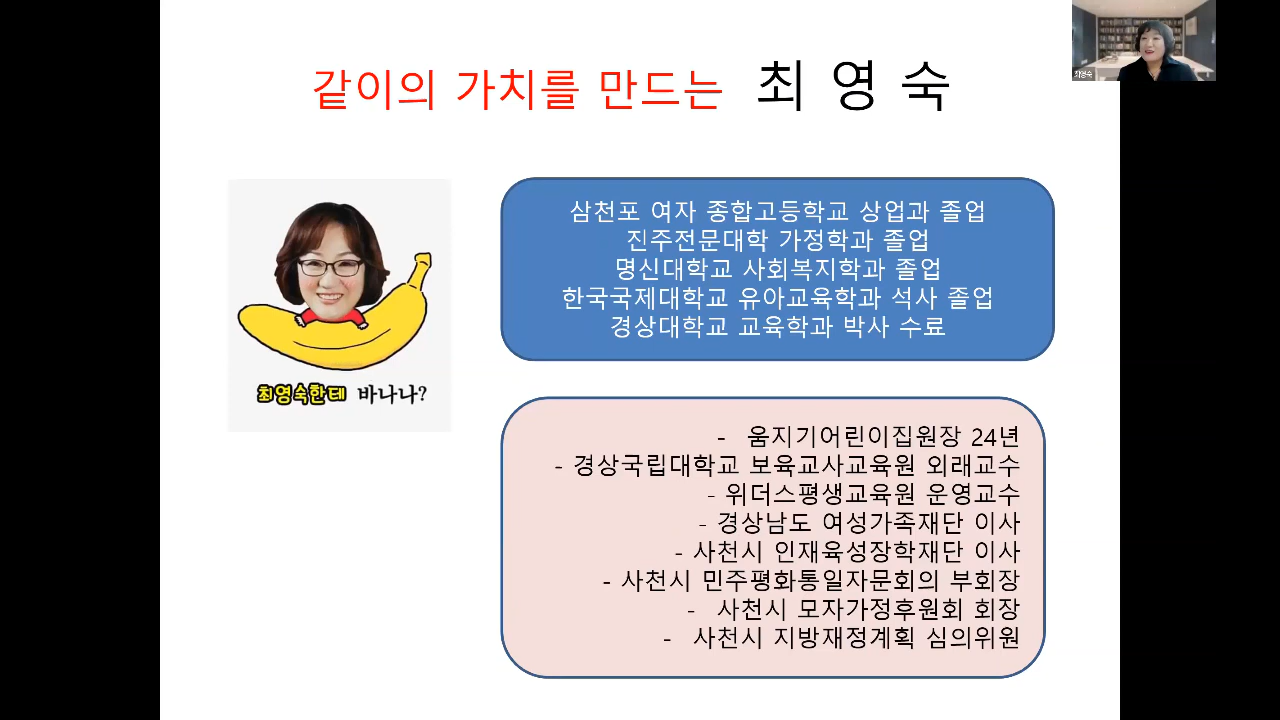 같이의 가치를 만드는 최 영 숙
최영숙
삼천포 여자 종합고등학교 상업과 졸업
진주전문대학 가정학과 졸업
명신대학교 사회복지학과 졸업
한국국제대학교 유아교육학과 석사 졸업
경상대학교 교육학과 박사 수료
최영숙한테 바나나?
- 움지기어린이집원장 24년
- 경상국립대학교 보육교사교육원 외래교수
- 위더스평생교육원 운영교수
- 경상남도 여성가족재단 이사
- 사천시 인재육성장학재단 이사
- 사천시 민주평화통일자문회의 부회장
- 사천시 모자가정후원회 회장
- 사천시 지방재정계획 심의위원